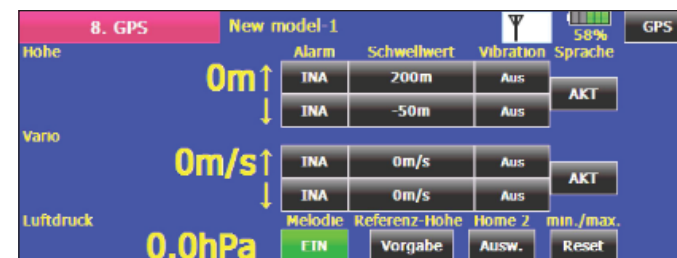 8. GPS New model-1 58% GPS
Höhe Alarm Schwellwert Vibration Sprache
0m↑ INA 200m Aus AKT
↓ INA -50m Aus
Vario
0m/s↑ INA 0m/s Aus AKT
↓ INA 0m/s Aus
Luftdruck Melodie Referenz-Höhe Home 2 min./max.
0.0hPa EIN Vorgabe Ausw. Reset